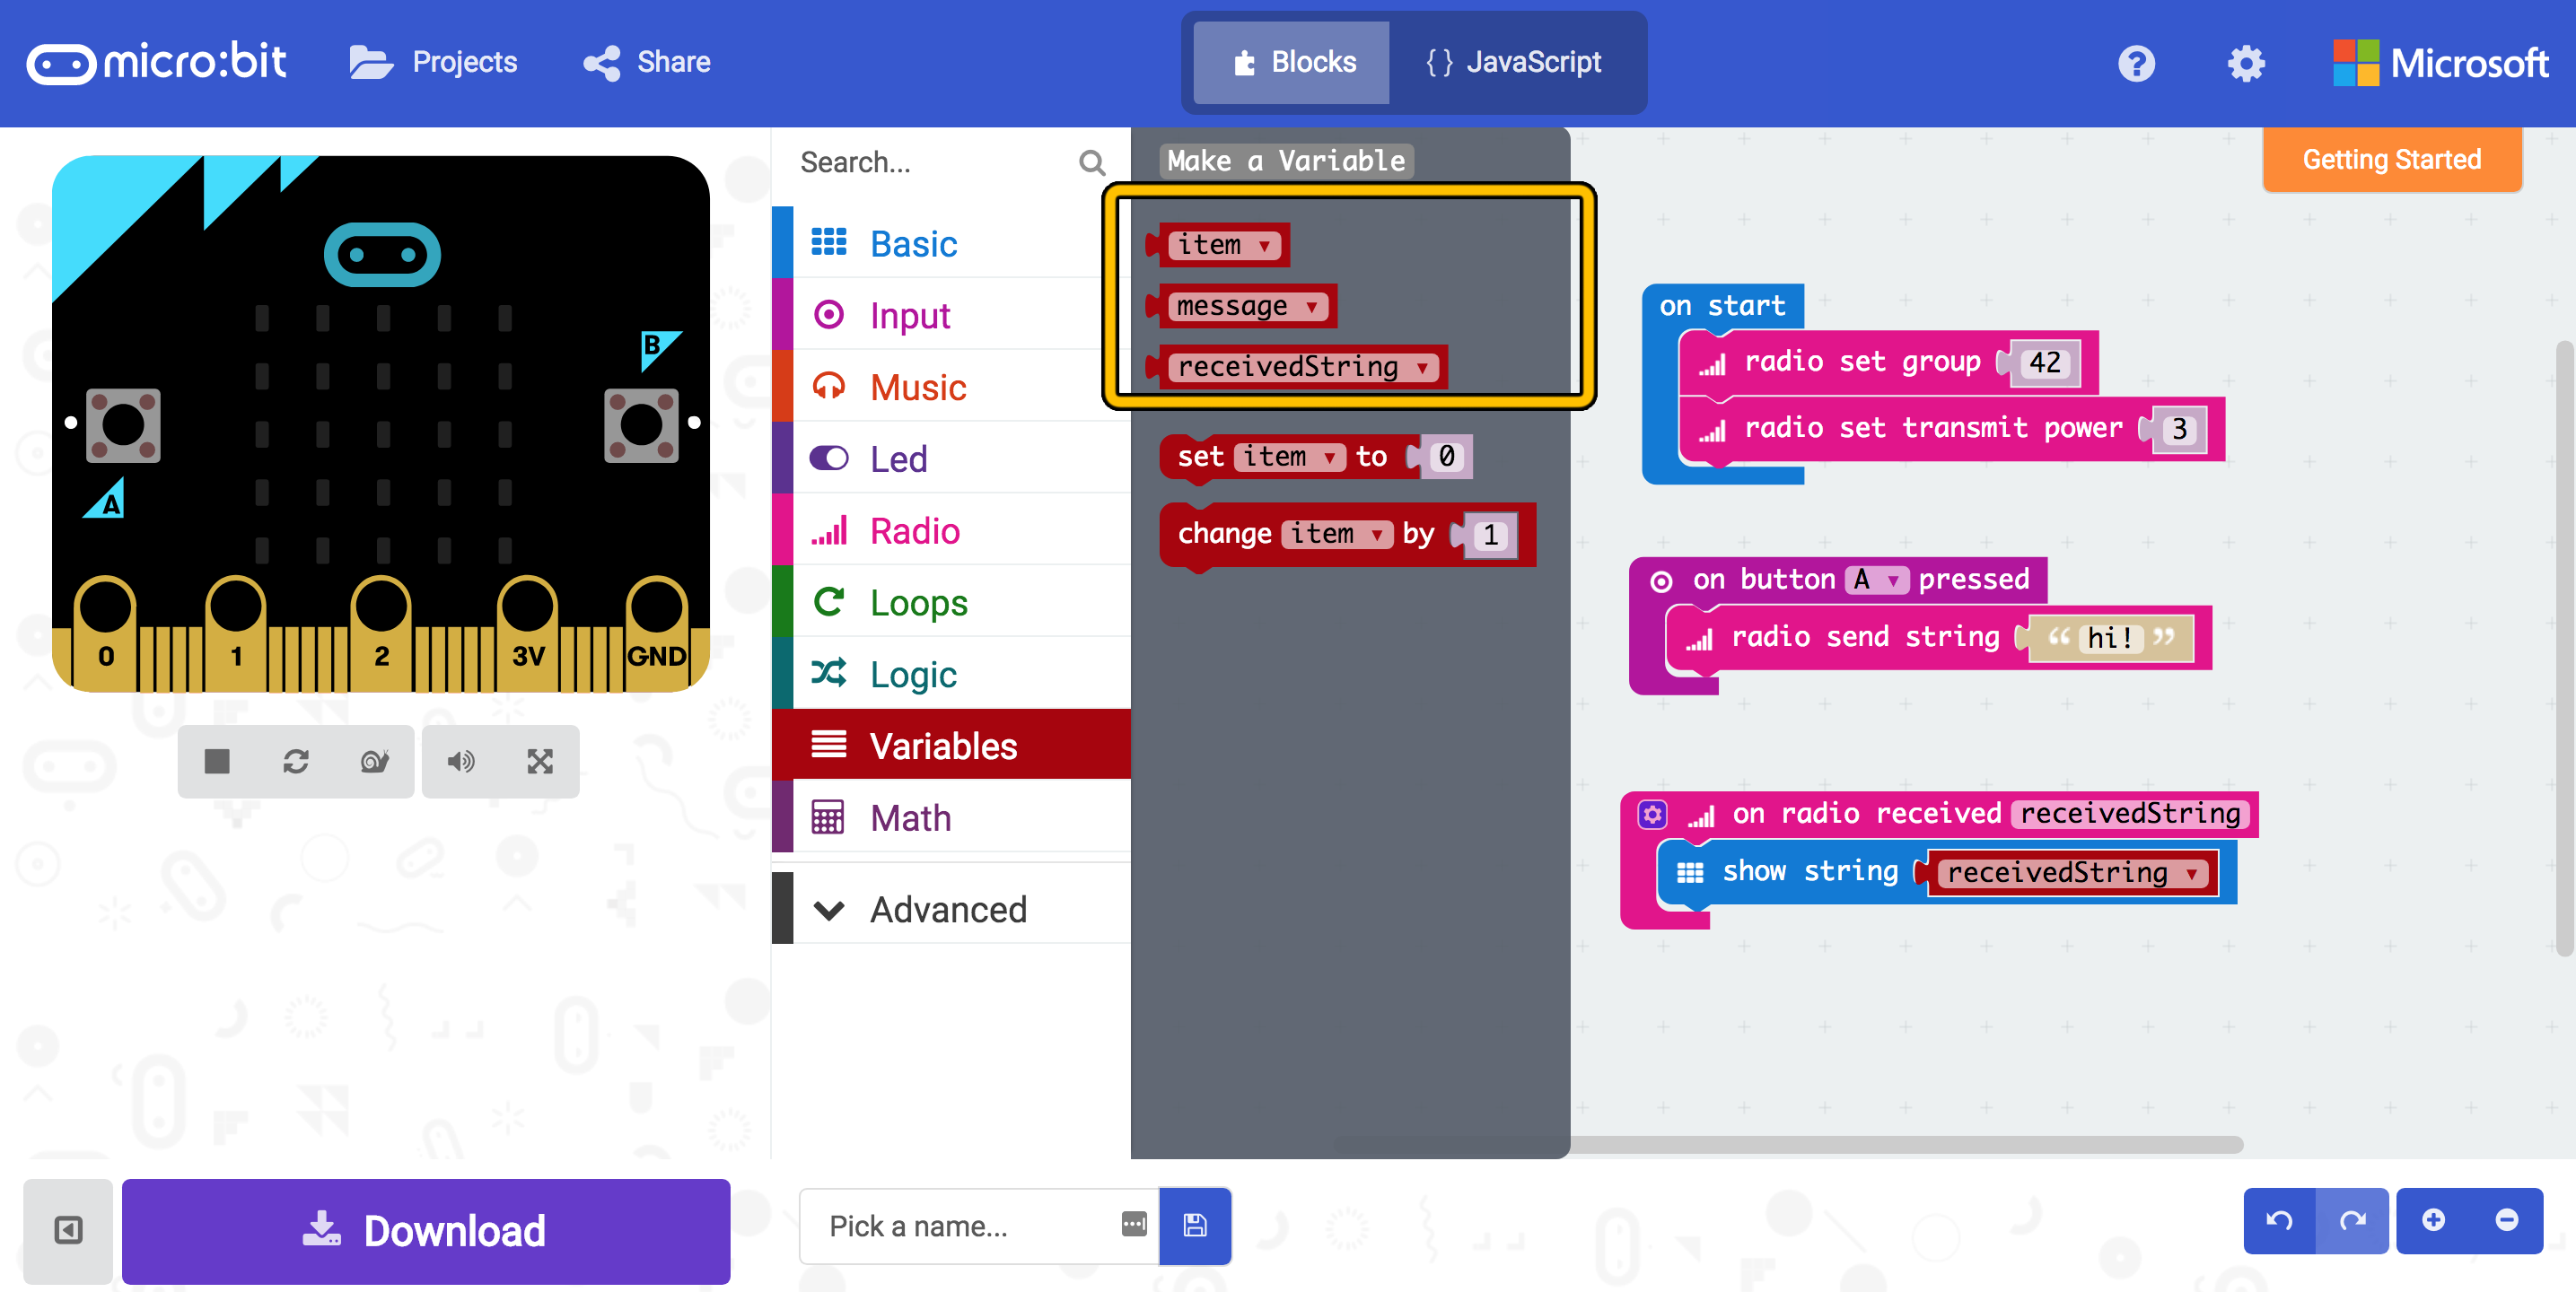 micro:bit
Projects
Share
Blocks
{ } JavaScript
Microsoft
B
A
0 1 2 3V GND
Search...
Basic
Input
Music
Led
Radio
Loops
Logic
Variables
Math
Advanced
Make a Variable
item
message
receivedString
set item to 0
change item by 1
Getting Started
on start
radio set group 42
radio set transmit power 3
on button A pressed
radio send string “ hi! ”
on radio received receivedString
show string receivedString
Download
Pick a name...